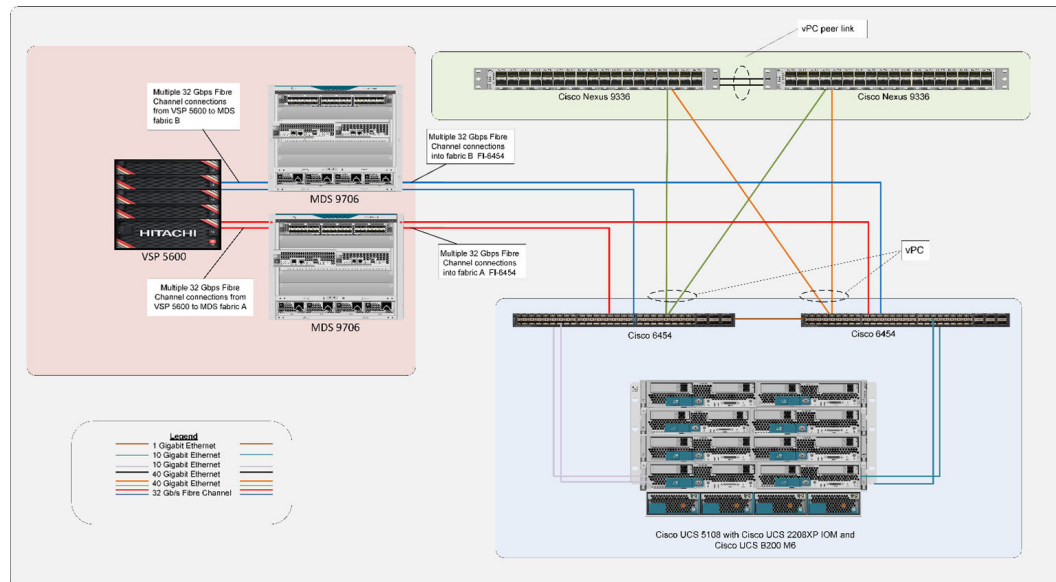 vPC peer link
Cisco Nexus 9336
Cisco Nexus 9336
Multiple 32 Gbps Fibre
Channel connections
from VSP 5600 to MDS
fabric B
Multiple 32 Gbps Fibre
Channel connections
into fabric B FI-6454
MDS 9706
HITACHI
VSP 5600
Multiple 32 Gbps Fibre
Channel connections
into fabric A FI-6454
vPC
Multiple 32 Gbps Fibre
Channel connections from
VSP 5600 to MDS fabric A
MDS 9706
Cisco 6454
Cisco 6454
Legend
1 Gigabit Ethernet
10 Gigabit Ethernet
10 Gigabit Ethernet
40 Gigabit Ethernet
40 Gigabit Ethernet
32 Gb/s Fibre Channel
Cisco UCS 5108 with Cisco UCS 2208XP IOM and
Cisco UCS B200 M6